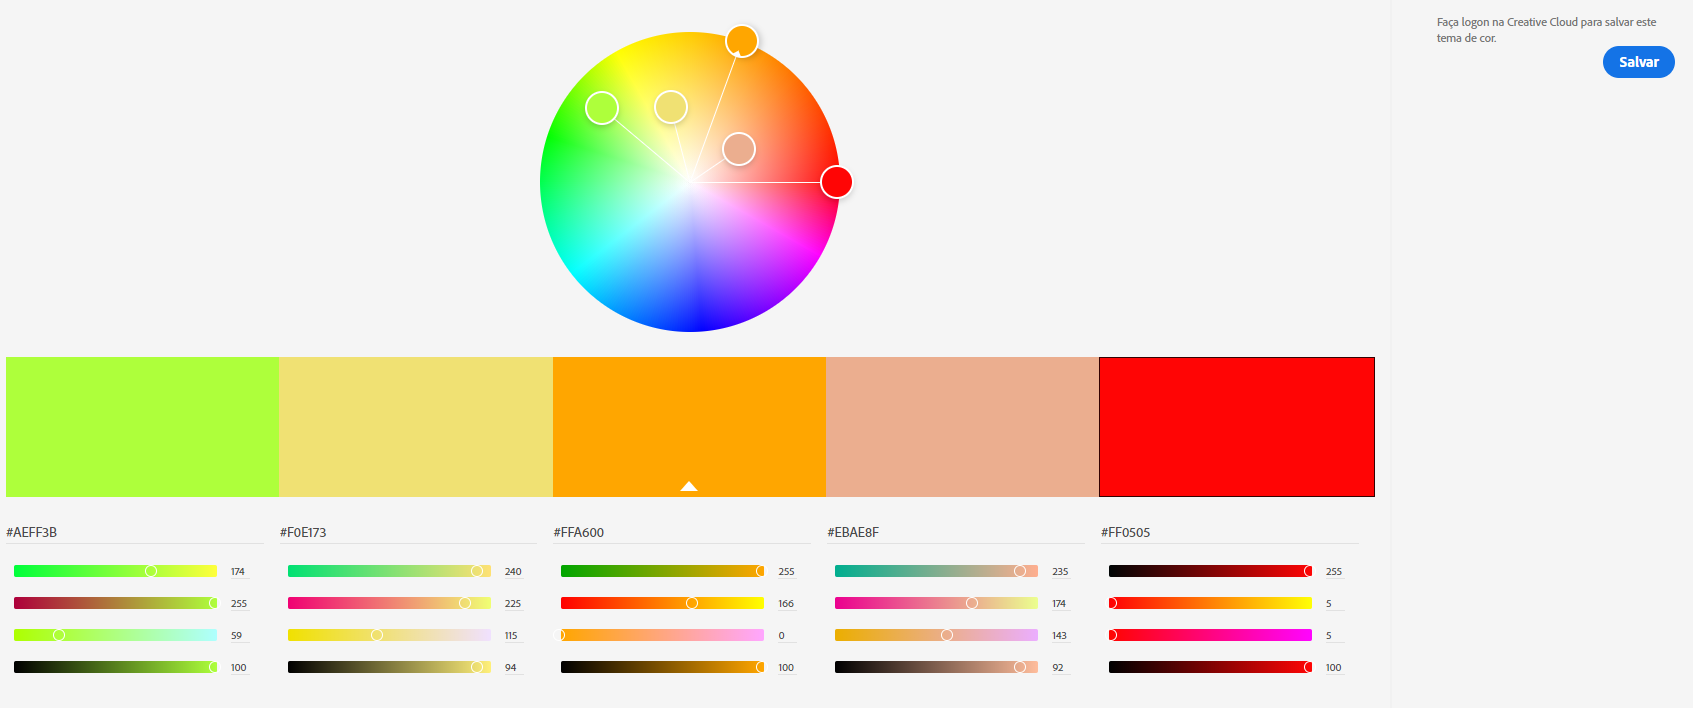 Faça logon na Creative Cloud para salvar este
tema de cor.
Salvar
#AEFF3B #F0E173 #FFA600 #EBAE8F #FF0505
174 240 255 235 255
255 225 166 174 5
59 115 0 143 5
100 94 100 92 100